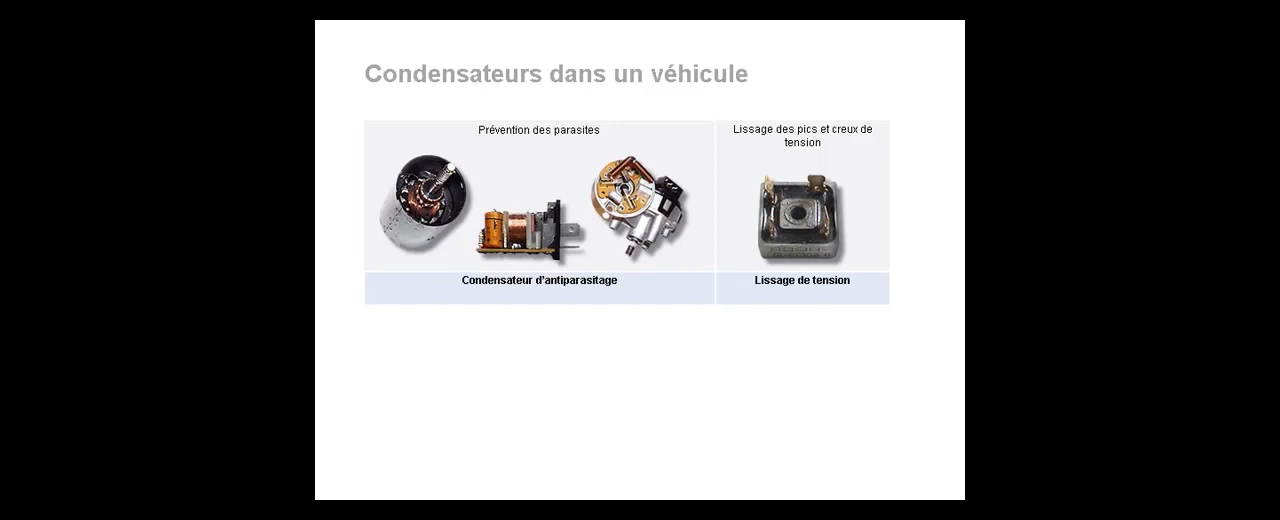 Condensateurs dans un véhicule
Prévention des parasites
Lissage des pics et creux de
tension
Condensateur d'antiparasitage
Lissage de tension